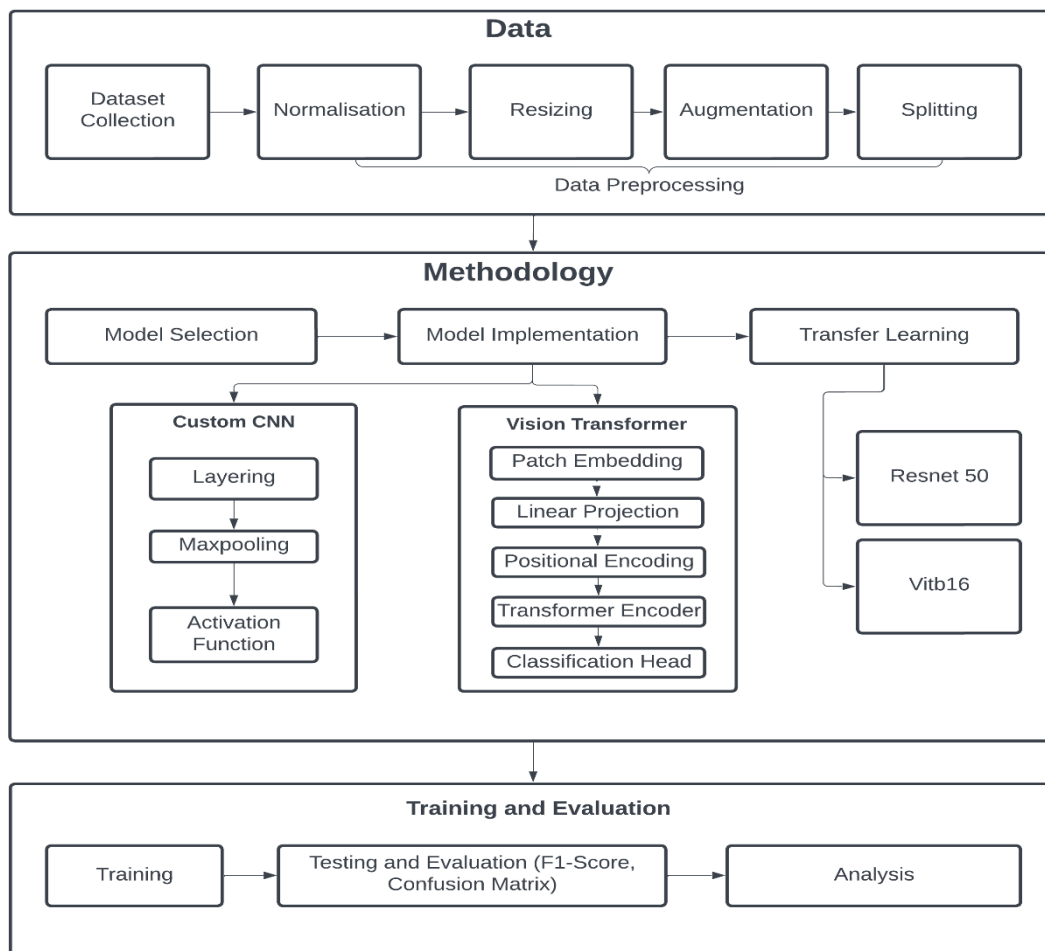 Data
Dataset
Collection
Normalisation
Resizing
Augmentation
Splitting
Data Preprocessing
Methodology
Model Selection
Model Implementation
Transfer Learning
Custom CNN
Layering
Maxpooling
Activation
Function
Vision Transformer
Patch Embedding
Linear Projection
Positional Encoding
Transformer Encoder
Classification Head
Resnet 50
Vitb16
Training and Evaluation
Training
Testing and Evaluation (F1-Score,
Confusion Matrix)
Analysis